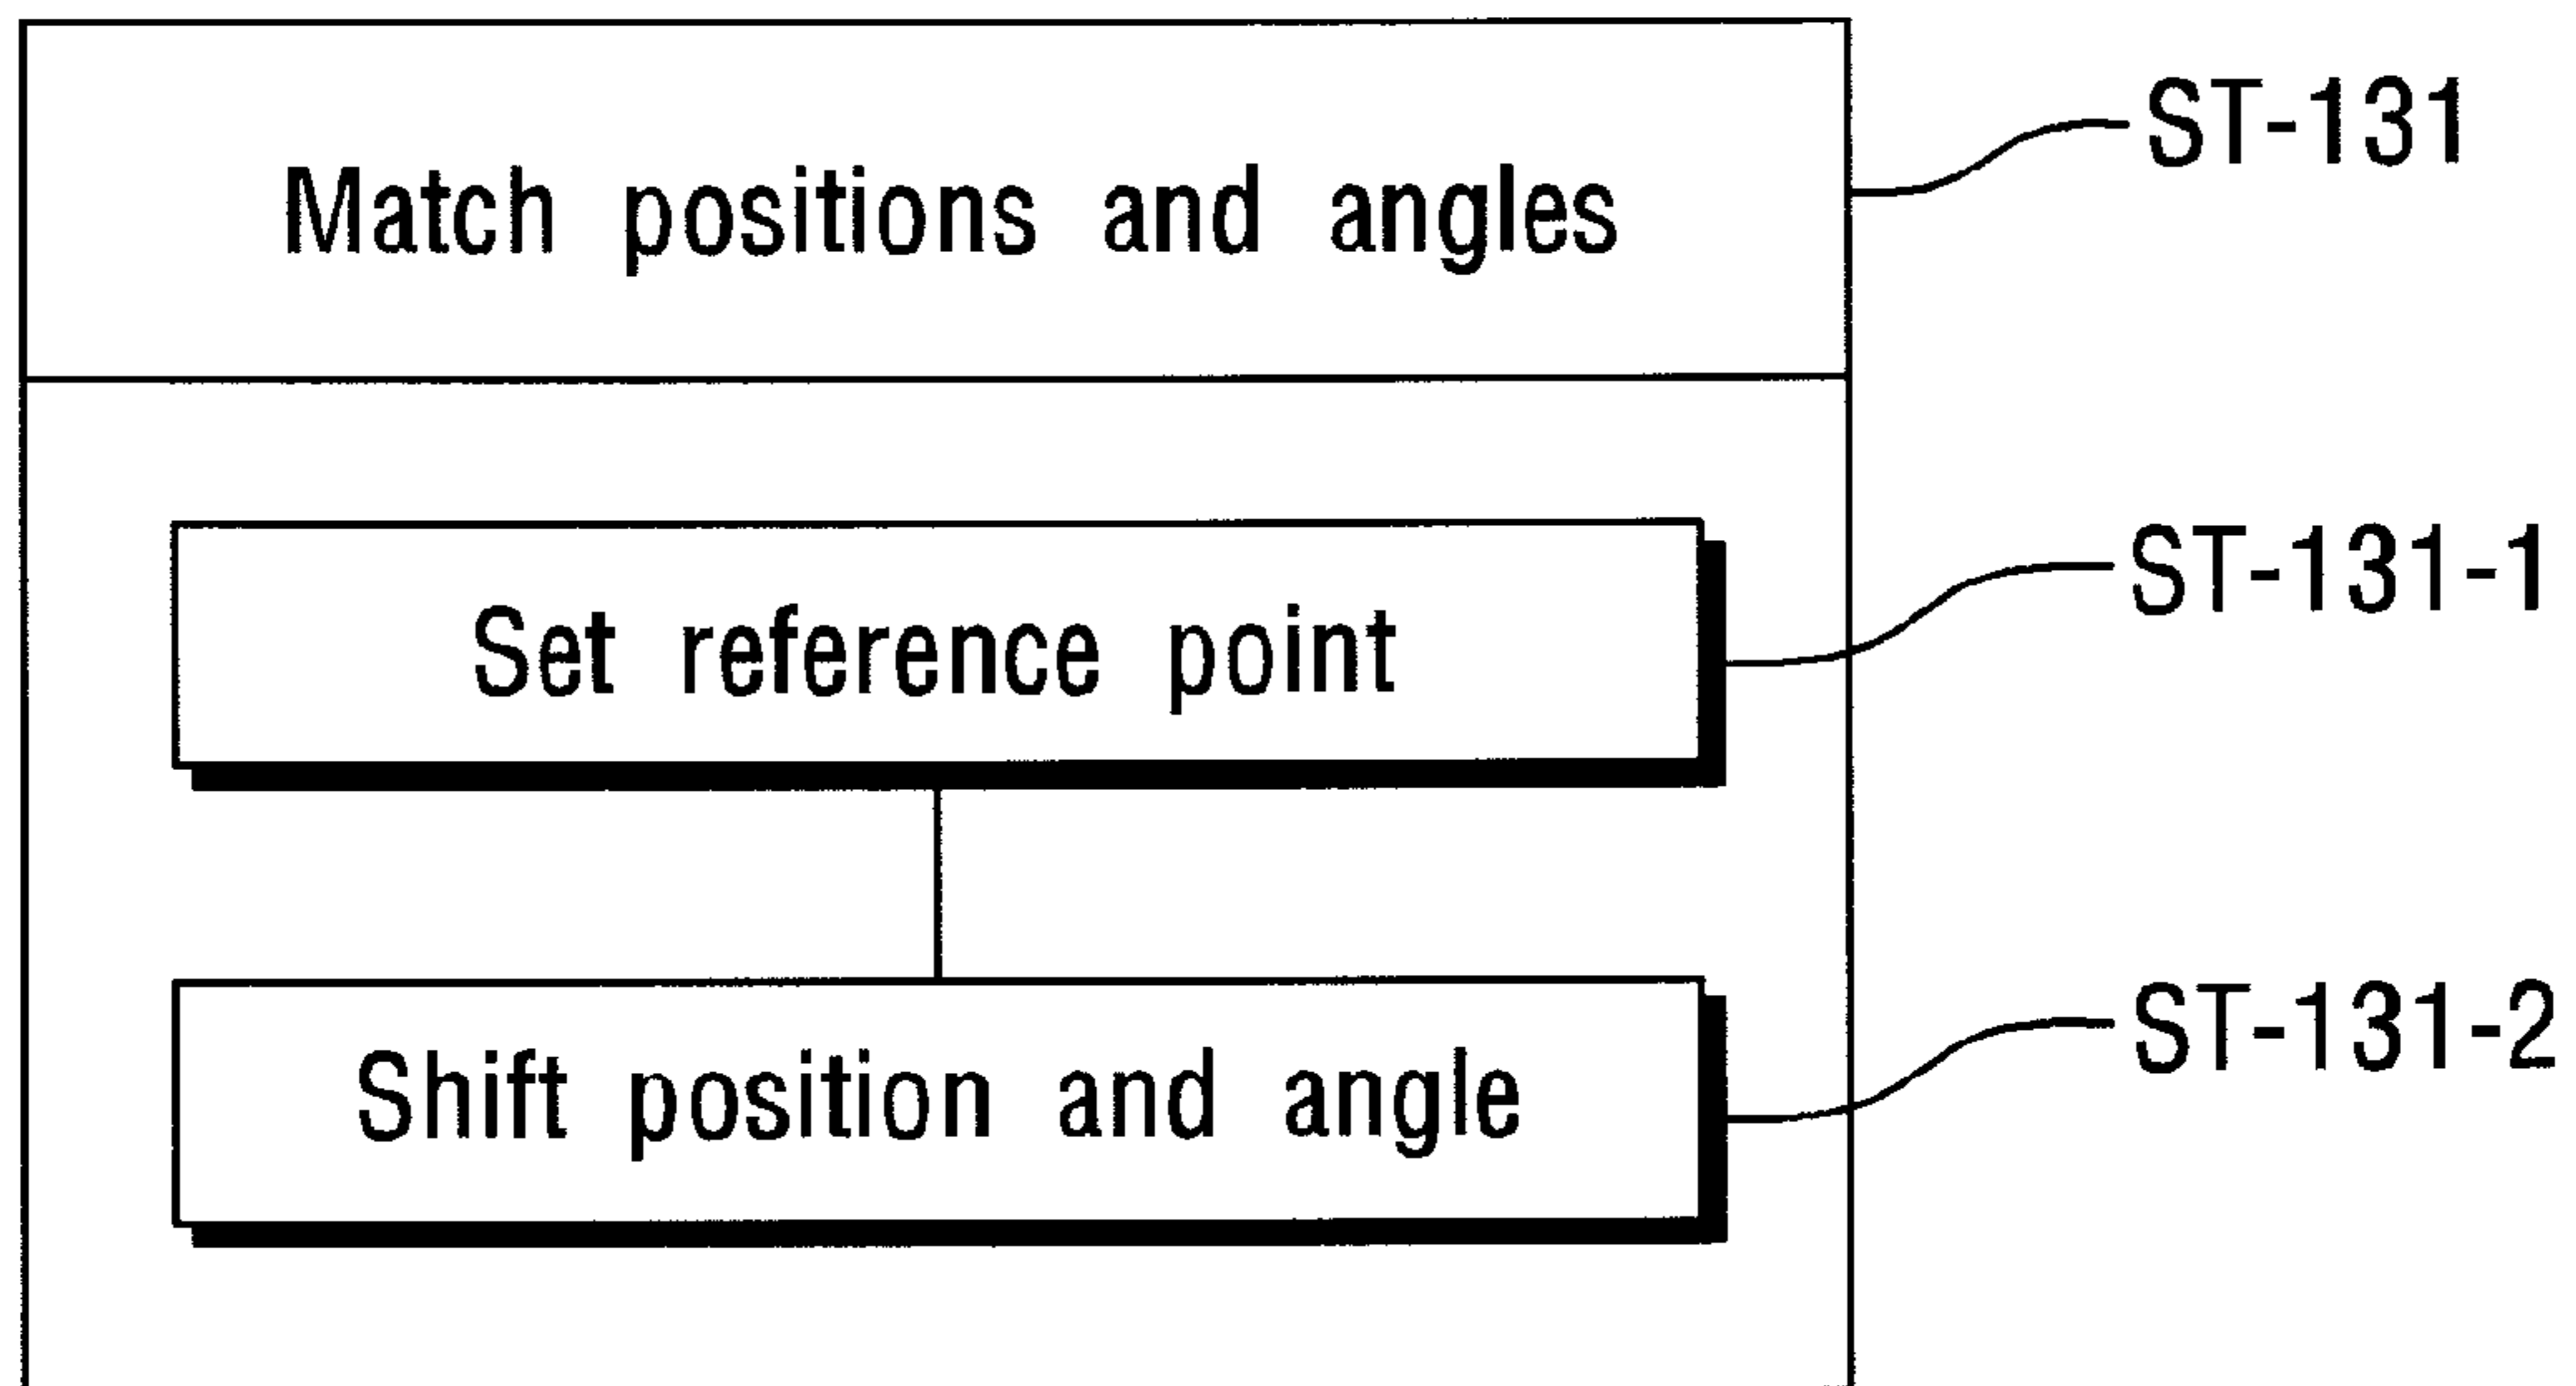 Match positions and angles
ST-131
Set reference point
ST-131-1
Shift position and angle
ST-131-2